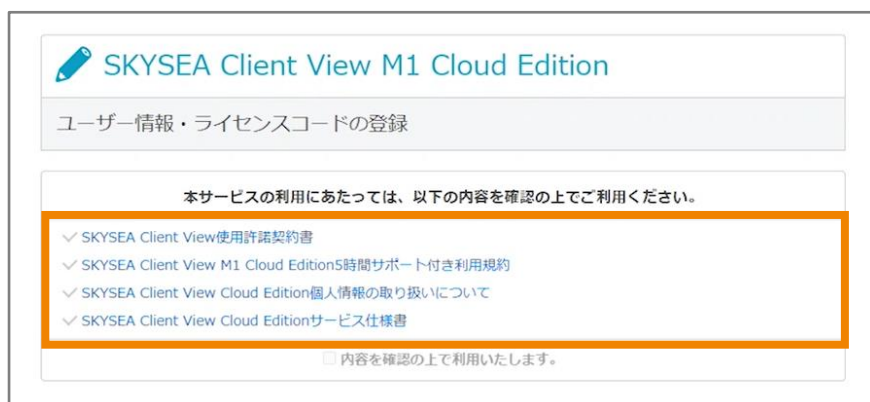 SKYSEA Client View M1 Cloud Edition
ユーザー情報・ライセンスコードの登録
本サービスの利用にあたっては、以下の内容を確認の上でご利用ください。
SKYSEA Client View使用許諾契約書
SKYSEA Client View M1 Cloud Edition5時間サポート付き利用規約
SKYSEA Client View Cloud Edition個人情報の取り扱いについて
SKYSEA Client View Cloud Editionサービス仕様書
内容を確認の上で利用いたします。